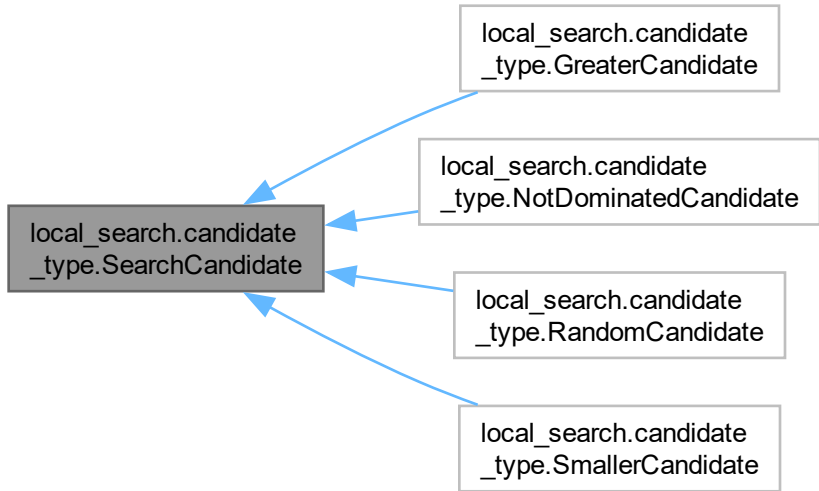 local_search.candidate
_type.GreaterCandidate
local_search.candidate
_type.NotDominatedCandidate
local_search.candidate
_type.SearchCandidate
local_search.candidate
_type.RandomCandidate
local_search.candidate
_type.SmallerCandidate